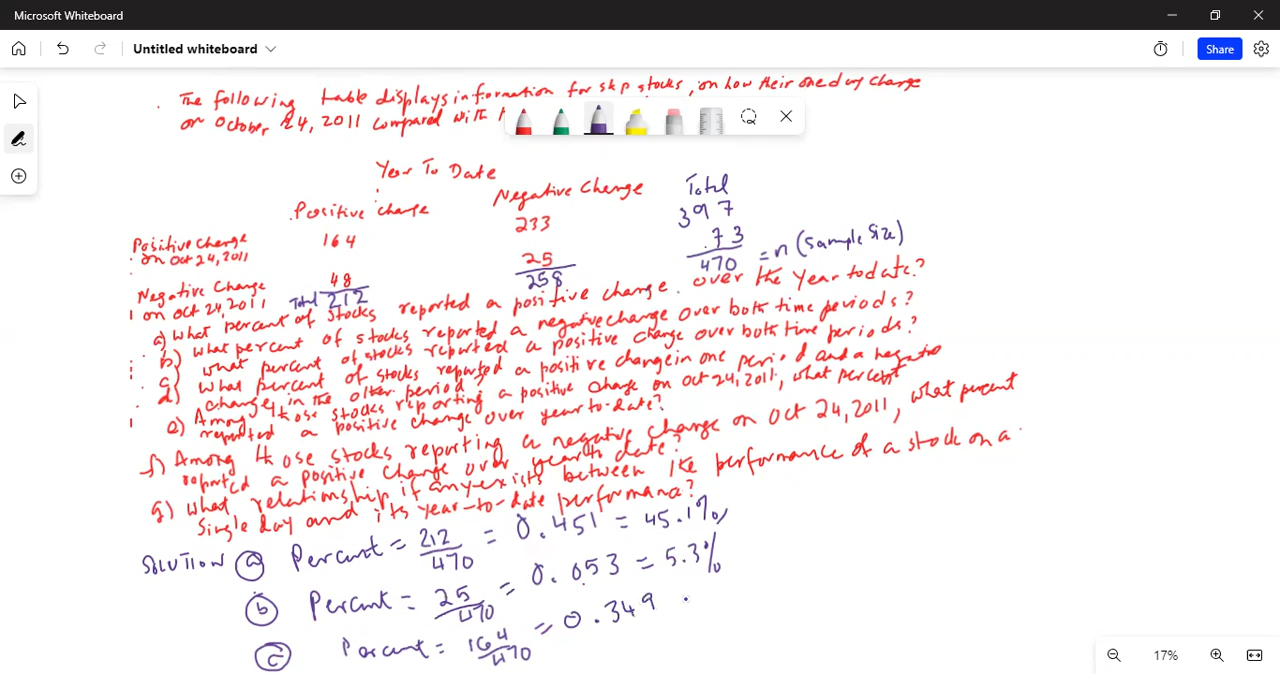 Microsoft Whiteboard
Untitled whiteboard
Share
The following table displays information for s&p stocks, on how their one day change
on October 24, 2011 compared with
Year To Date
Positive change
Negative Change
Total
Positive Change
on Oct 24, 2011
164
233
397
Negative Change
on Oct 24, 2011
48
25
73
Total 212
258
470 = n (Sample Size)
a) What percent of stocks reported a positive change over the Year to date?
b) What percent of stocks reported a negative change over both time periods?
c) What percent of stocks reported a positive change over both time periods?
d) What percent of stocks reported a positive change in one period and a negative
change in the other period?
e) Among those stocks reporting a positive change on Oct 24, 2011, what percent
reported a positive change over year-to-date?
f) Among those stocks reporting a negative change on Oct 24, 2011, what percent
reported a positive change over year to date?
g) What relationship if any exists between the performance of a stock on a
single day and its year-to-date performance?
SOLUTION (a) Percent = 212/470 = 0.451 = 45.1%
(b) Percent = 25/470 = 0.053 = 5.3%
(c) Percent = 164/470 = 0.349
17%